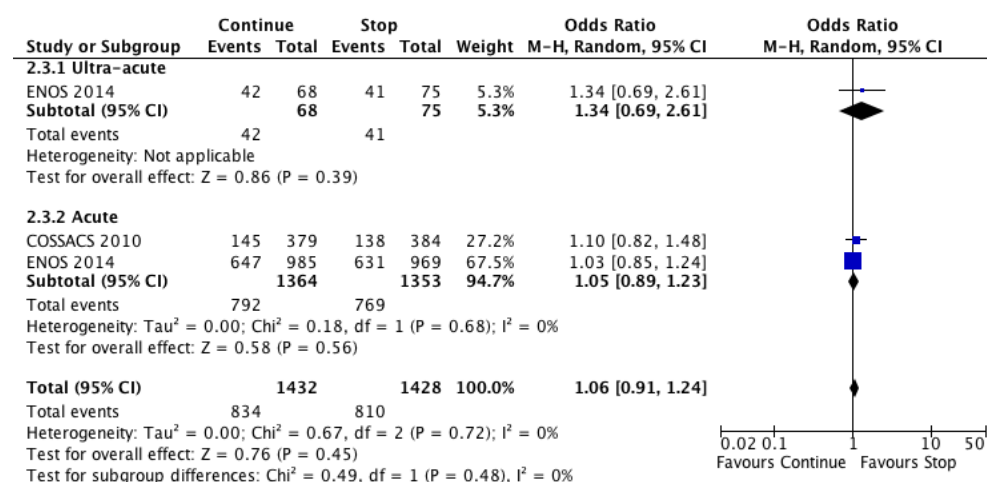 Continue Stop Odds Ratio Odds Ratio
Study or Subgroup Events Total Events Total Weight M-H, Random, 95% CI M-H, Random, 95% CI
2.3.1 Ultra-acute
ENOS 2014 42 68 41 75 5.3% 1.34 [0.69, 2.61]
Subtotal (95% CI) 68 75 5.3% 1.34 [0.69, 2.61]
Total events 42 41
Heterogeneity: Not applicable
Test for overall effect: Z = 0.86 (P = 0.39)
2.3.2 Acute
COSSACS 2010 145 379 138 384 27.2% 1.10 [0.82, 1.48]
ENOS 2014 647 985 631 969 67.5% 1.03 [0.85, 1.24]
Subtotal (95% CI) 1364 1353 94.7% 1.05 [0.89, 1.23]
Total events 792 769
Heterogeneity: Tau² = 0.00; Chi² = 0.18, df = 1 (P = 0.68); I² = 0%
Test for overall effect: Z = 0.58 (P = 0.56)
Total (95% CI) 1432 1428 100.0% 1.06 [0.91, 1.24]
Total events 834 810
Heterogeneity: Tau² = 0.00; Chi² = 0.67, df = 2 (P = 0.72); I² = 0%
Test for overall effect: Z = 0.76 (P = 0.45)
Test for subgroup differences: Chi² = 0.49, df = 1 (P = 0.48), I² = 0%
0.02 0.1 1 10 50
Favours Continue Favours Stop